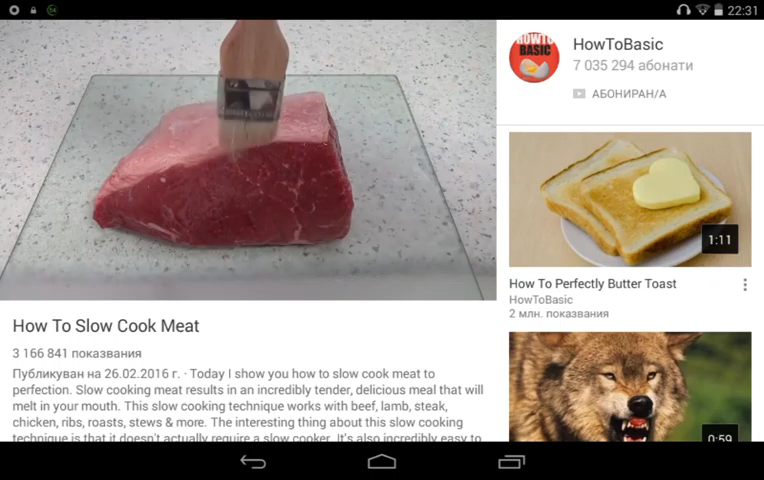 54
22:31
HOWTO
BASIC
HowToBasic
7 035 294 абонати
АБОНИРАН/А
1:11
How To Perfectly Butter Toast
HowToBasic
2 млн. показвания
0:59
How To Slow Cook Meat
3 166 841 показвания
Публикуван на 26.02.2016 г. · Today I show you how to slow cook meat to
perfection. Slow cooking meat results in an incredibly tender, delicious meal that will
melt in your mouth. This slow cooking technique works with beef, lamb, steak,
chicken, ribs, roasts, stews & more. The interesting thing about this slow cooking
technique is that it doesn't actually require a slow cooker. It's also incredibly easy to